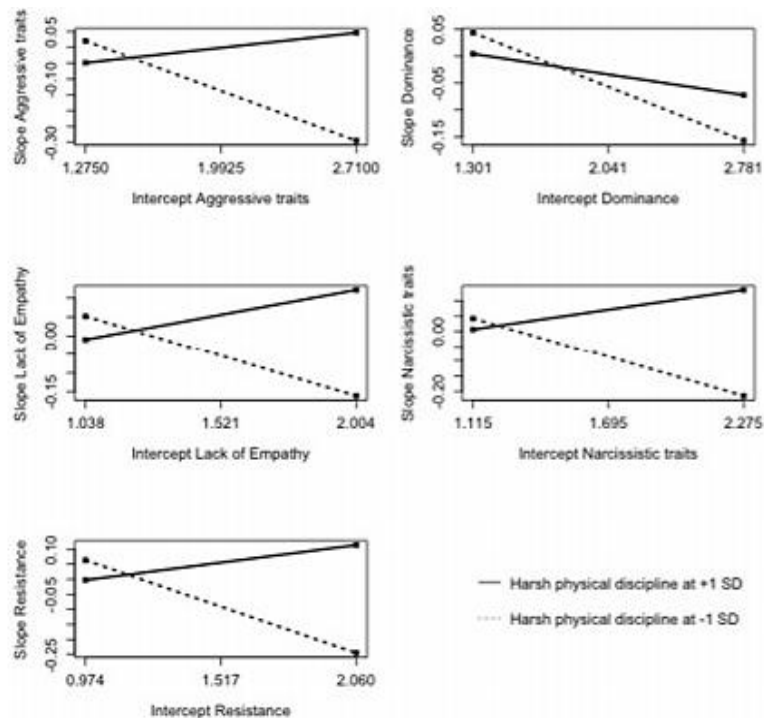 Slope Aggressive traits
0.05
-0.10
-0.30
1.2750 1.9925 2.7100
Intercept Aggressive traits
Slope Dominance
0.05
-0.05
-0.15
1.301 2.041 2.781
Intercept Dominance
Slope Lack of Empathy
0.00
-0.15
1.038 1.521 2.004
Intercept Lack of Empathy
Slope Narcissistic traits
0.00
-0.20
1.115 1.695 2.275
Intercept Narcissistic traits
Slope Resistance
0.10
-0.05
-0.25
0.974 1.517 2.060
Intercept Resistance
Harsh physical discipline at +1 SD
Harsh physical discipline at -1 SD